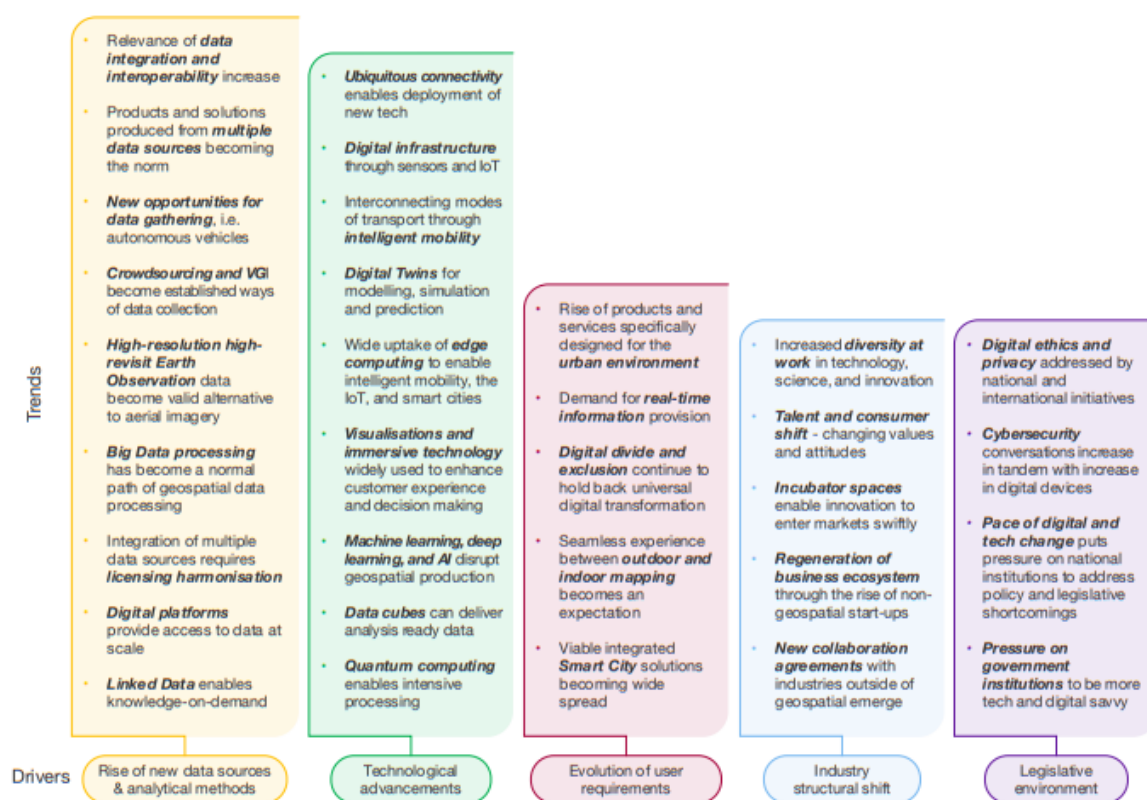 Trends
Relevance of data
integration and
interoperability increase
Products and solutions
produced from multiple
data sources becoming
the norm
New opportunities for
data gathering, i.e.
autonomous vehicles
Crowdsourcing and VGI
become established ways
of data collection
High-resolution high-
revisit Earth
Observation data
become valid alternative
to aerial imagery
Big Data processing
has become a normal
path of geospatial data
processing
Integration of multiple
data sources requires
licensing harmonisation
Digital platforms
provide access to data at
scale
Linked Data enables
knowledge-on-demand
Ubiquitous connectivity
enables deployment of
new tech
Digital infrastructure
through sensors and IoT
Interconnecting modes
of transport through
intelligent mobility
Digital Twins for
modelling, simulation
and prediction
Wide uptake of edge
computing to enable
intelligent mobility, the
IoT, and smart cities
Visualisations and
immersive technology
widely used to enhance
customer experience
and decision making
Machine learning, deep
learning, and AI disrupt
geospatial production
Data cubes can deliver
analysis ready data
Quantum computing
enables intensive
processing
Rise of products and
services specifically
designed for the
urban environment
Demand for real-time
information provision
Digital divide and
exclusion continue to
hold back universal
digital transformation
Seamless experience
between outdoor and
indoor mapping
becomes an
expectation
Viable integrated
Smart City solutions
becoming wide
spread
Increased diversity at
work in technology,
science, and innovation
Talent and consumer
shift - changing values
and attitudes
Incubator spaces
enable innovation to
enter markets swiftly
Regeneration of
business ecosystem
through the rise of non-
geospatial start-ups
New collaboration
agreements with
industries outside of
geospatial emerge
Digital ethics and
privacy addressed by
national and
international initiatives
Cybersecurity
conversations increase
in tandem with increase
in digital devices
Pace of digital and
tech change puts
pressure on national
institutions to address
policy and legislative
shortcomings
Pressure on
government
institutions to be more
tech and digital savvy
Drivers
Rise of new data sources
& analytical methods
Technological
advancements
Evolution of user
requirements
Industry
structural shift
Legislative
environment